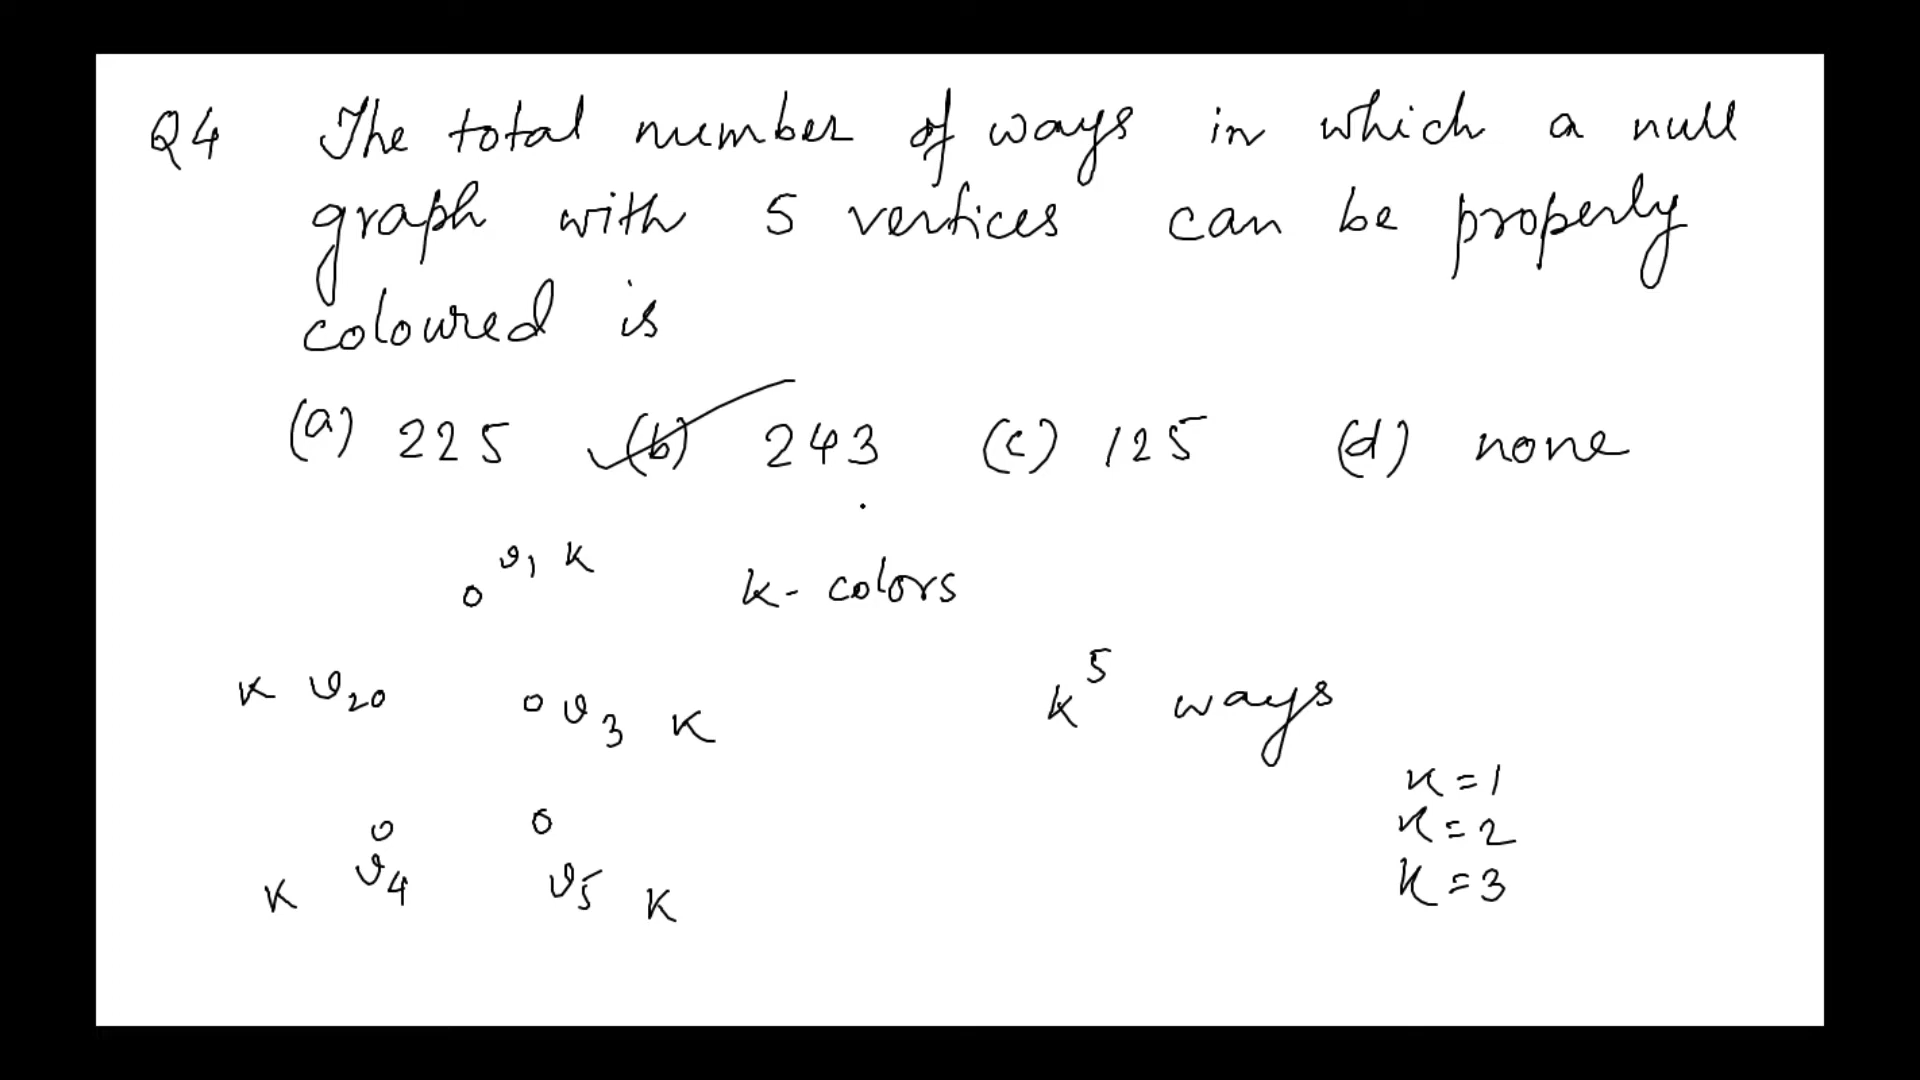 Q4 The total number of ways in which a null
graph with 5 vertices can be properly
coloured is
(a) 225 (b) 243 (c) 125 (d) none
v1 K
k- colors
K v2
v3 K
k^5 ways
K=1
K=2
K=3
K v4
v5 K